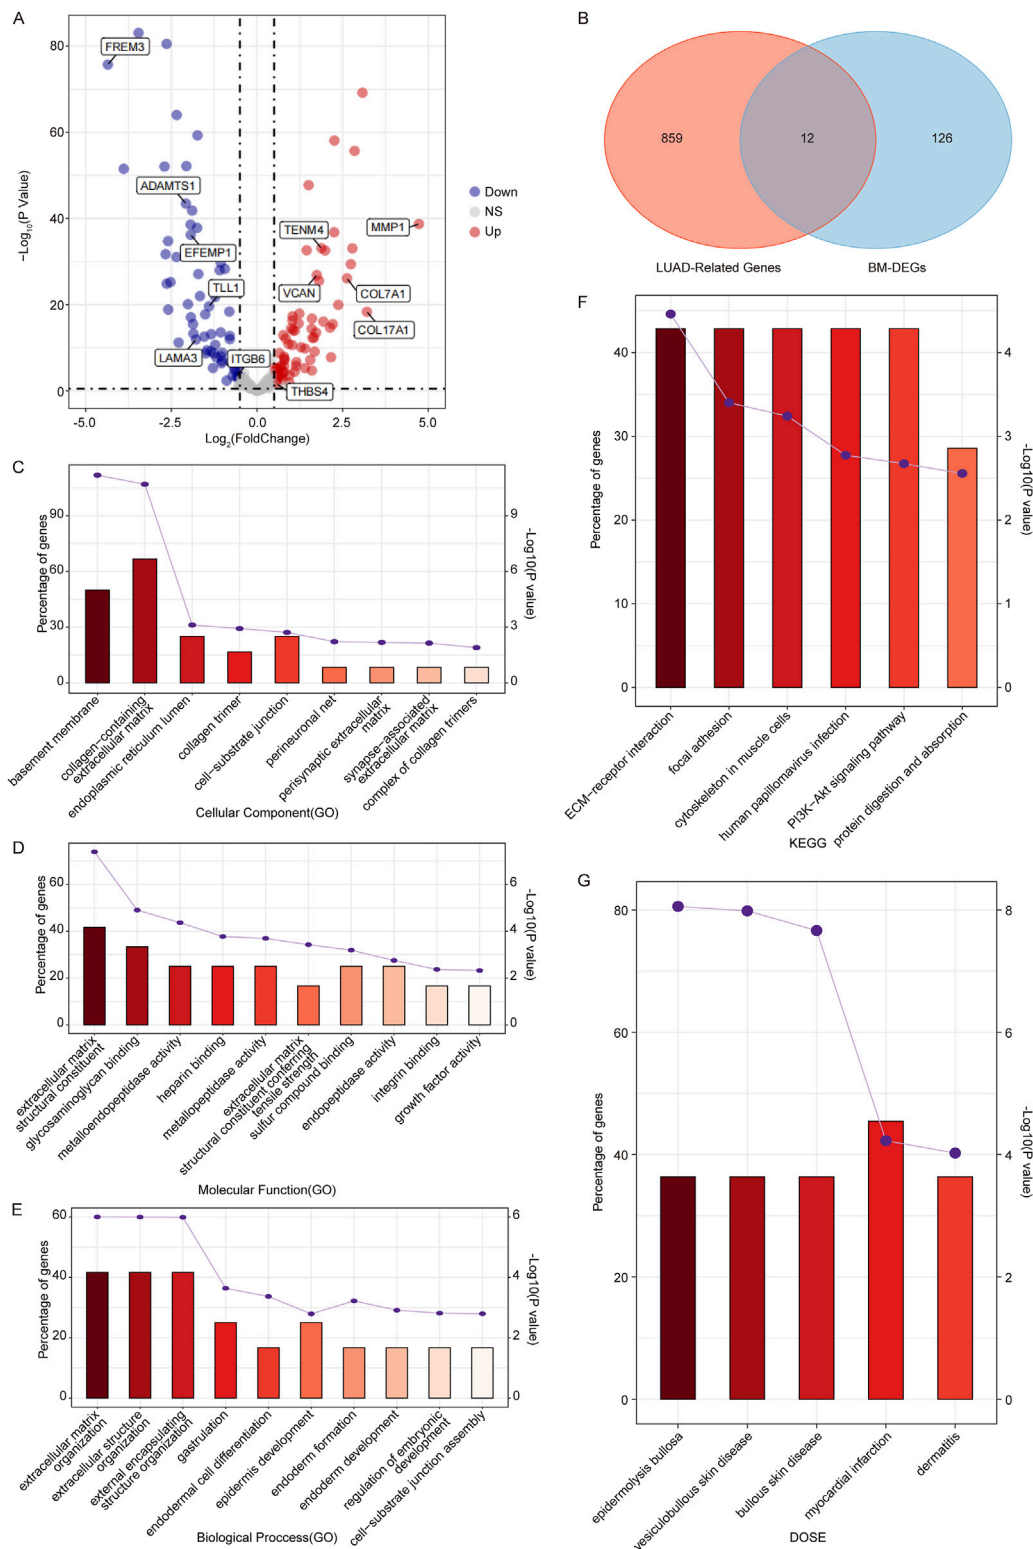 A
80
60
40
20
0
−Log10(P Value)
-5.0
-2.5
0.0
2.5
5.0
Log2(FoldChange)
FREM3
ADAMTS1
EFEMP1
TLL1
LAMA3
ITGB6
TENM4
MMP1
VCAN
COL7A1
COL17A1
THBS4
Down
NS
Up
B
859
12
126
LUAD-Related Genes
BM-DEGs
C
Percentage of genes
90
60
30
0
9
6
3
0
-Log10(P value)
basement membrane
collagen−containing
extracellular matrix
endoplasmic reticulum lumen
collagen trimer
cell−substrate junction
perineuronal net
perisynaptic extracellular
matrix
synapse−associated
extracellular matrix
complex of collagen trimers
Cellular Component(GO)
D
Percentage of genes
60
40
20
0
6
4
2
0
-Log10(P value)
extracellular matrix
structural constituent
glycosaminoglycan binding
metalloendopeptidase activity
heparin binding
metallopeptidase activity
extracellular matrix
structural constituent conferring
tensile strength
sulfur compound binding
endopeptidase activity
integrin binding
growth factor activity
Molecular Function(GO)
E
Percentage of genes
60
40
20
0
6
4
2
0
-Log10(P value)
extracellular matrix
organization
extracellular structure
organization
external encapsulating
structure organization
gastrulation
endodermal cell differentiation
epidermis development
endoderm formation
endoderm development
regulation of embryonic
development
cell−substrate junction assembly
Biological Proccess(GO)
F
Percentage of genes
40
30
20
10
0
4
3
2
1
0
-Log10(P value)
ECM−receptor interaction
focal adhesion
cytoskeleton in muscle cells
human papillomavirus infection
PI3K−Akt signaling pathway
protein digestion and absorption
KEGG
G
Percentage of genes
80
60
40
20
0
8
6
4
2
0
-Log10(P value)
epidermolysis bullosa
vesiculobullous skin disease
bullous skin disease
myocardial infarction
dermatitis
DOSE